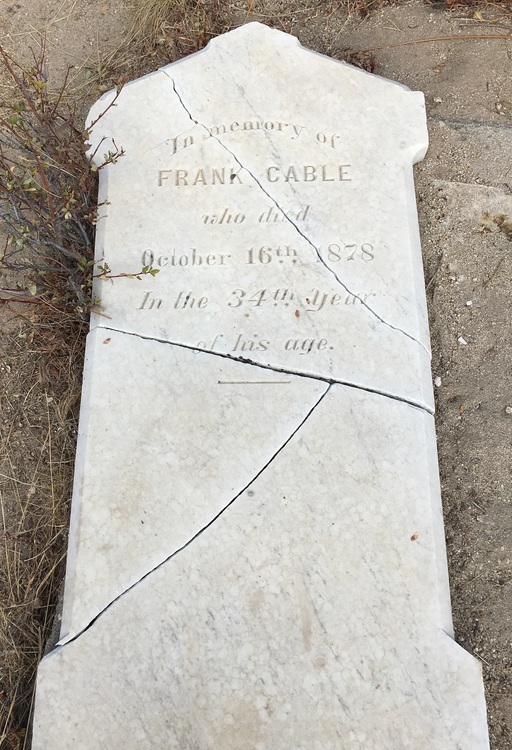 In memory of
FRANK CABLE
who died
October 16th 1878
In the 34th Year
of his age.